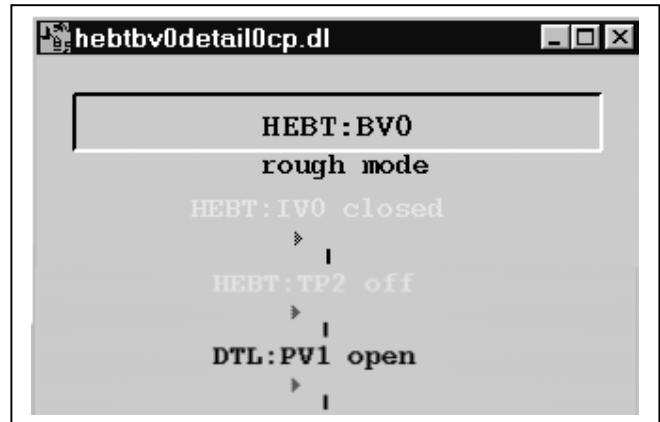 hebtbv0detail0cp.dl
HEBT:BV0
rough mode
HEBT:IV0 closed
HEBT:TP2 off
DTL:PV1 open